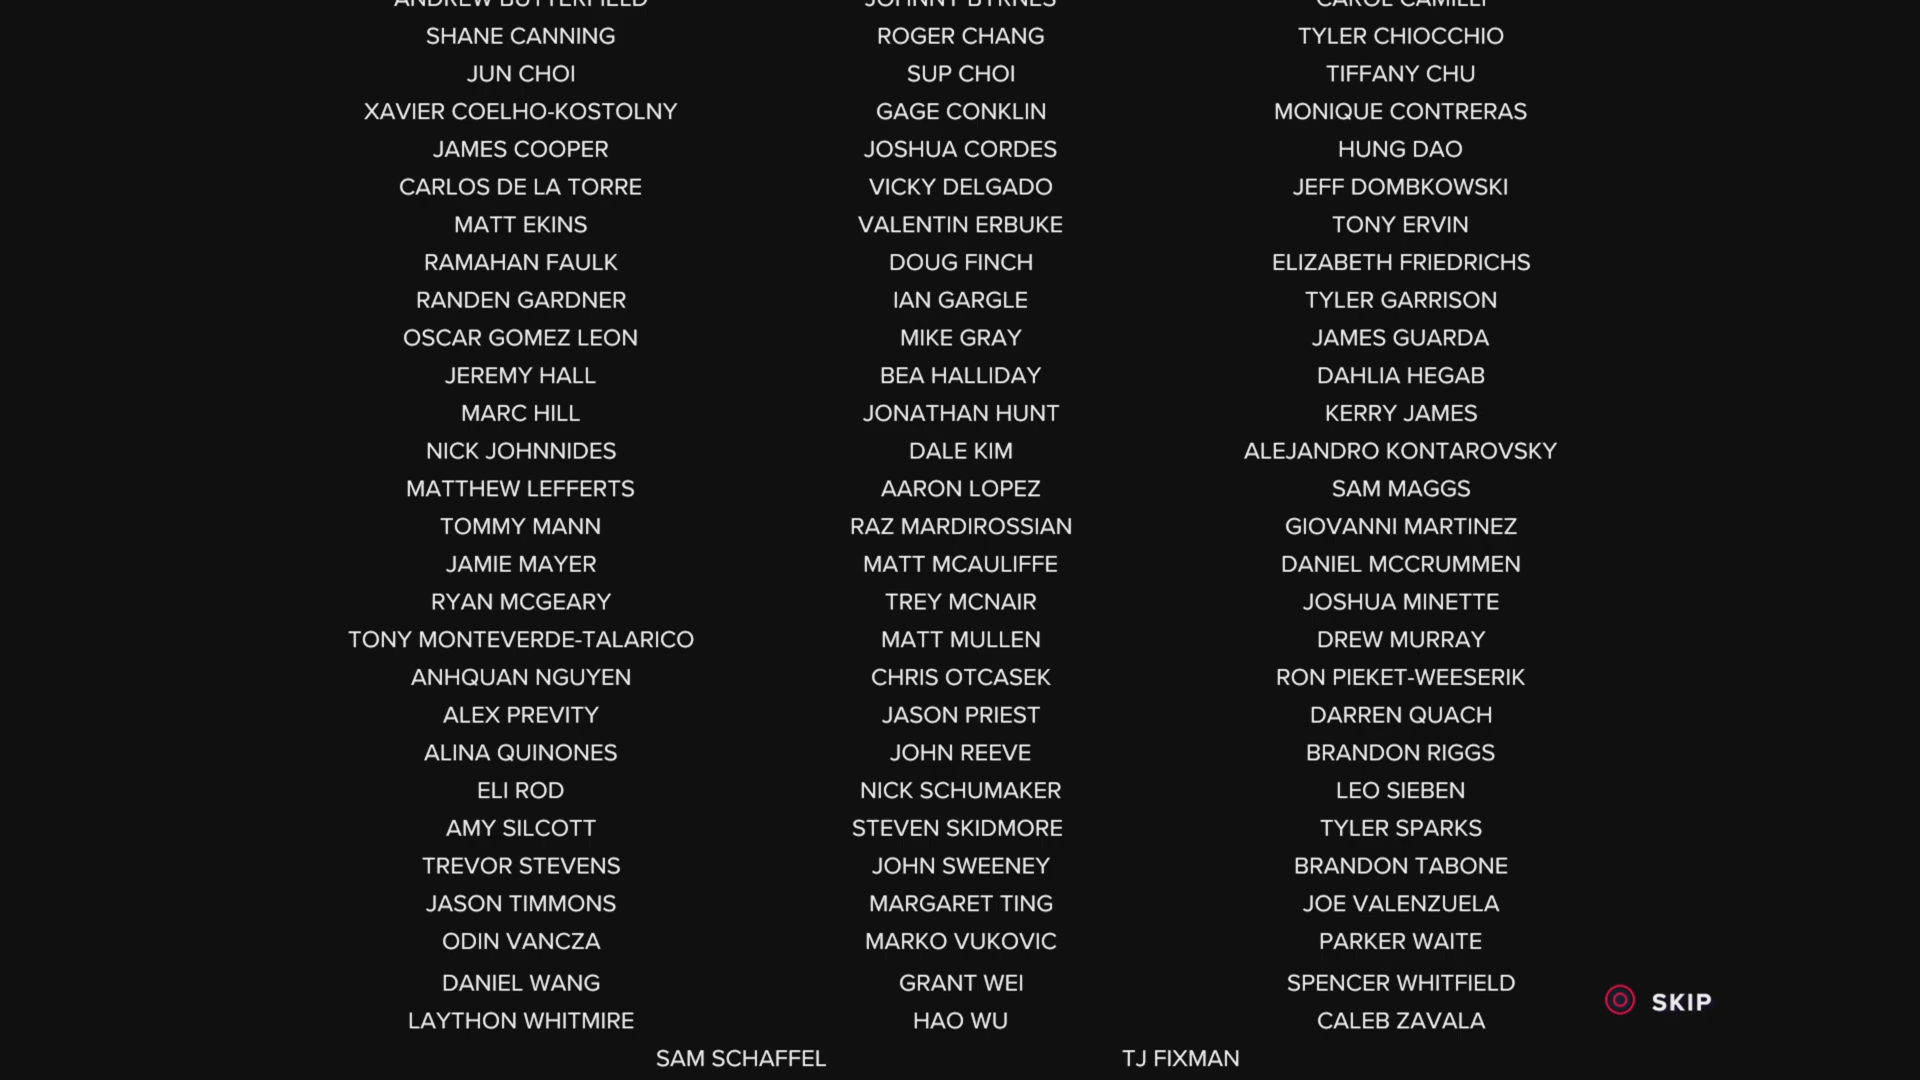 ANDREW BUTTERFIELD JOHNNY BYRNES CAROL CAMILLI
SHANE CANNING ROGER CHANG TYLER CHIOCCHIO
JUN CHOI SUP CHOI TIFFANY CHU
XAVIER COELHO-KOSTOLNY GAGE CONKLIN MONIQUE CONTRERAS
JAMES COOPER JOSHUA CORDES HUNG DAO
CARLOS DE LA TORRE VICKY DELGADO JEFF DOMBKOWSKI
MATT EKINS VALENTIN ERBUKE TONY ERVIN
RAMAHAN FAULK DOUG FINCH ELIZABETH FRIEDRICHS
RANDEN GARDNER IAN GARGLE TYLER GARRISON
OSCAR GOMEZ LEON MIKE GRAY JAMES GUARDA
JEREMY HALL BEA HALLIDAY DAHLIA HEGAB
MARC HILL JONATHAN HUNT KERRY JAMES
NICK JOHNNIDES DALE KIM ALEJANDRO KONTAROVSKY
MATTHEW LEFFERTS AARON LOPEZ SAM MAGGS
TOMMY MANN RAZ MARDIROSSIAN GIOVANNI MARTINEZ
JAMIE MAYER MATT MCAULIFFE DANIEL MCCRUMMEN
RYAN MCGEARY TREY MCNAIR JOSHUA MINETTE
TONY MONTEVERDE-TALARICO MATT MULLEN DREW MURRAY
ANHQUAN NGUYEN CHRIS OTCASEK RON PIEKET-WEESERIK
ALEX PREVITY JASON PRIEST DARREN QUACH
ALINA QUINONES JOHN REEVE BRANDON RIGGS
ELI ROD NICK SCHUMAKER LEO SIEBEN
AMY SILCOTT STEVEN SKIDMORE TYLER SPARKS
TREVOR STEVENS JOHN SWEENEY BRANDON TABONE
JASON TIMMONS MARGARET TING JOE VALENZUELA
ODIN VANCZA MARKO VUKOVIC PARKER WAITE
DANIEL WANG GRANT WEI SPENCER WHITFIELD
SKIP
LAYTHON WHITMIRE HAO WU CALEB ZAVALA
SAM SCHAFFEL TJ FIXMAN